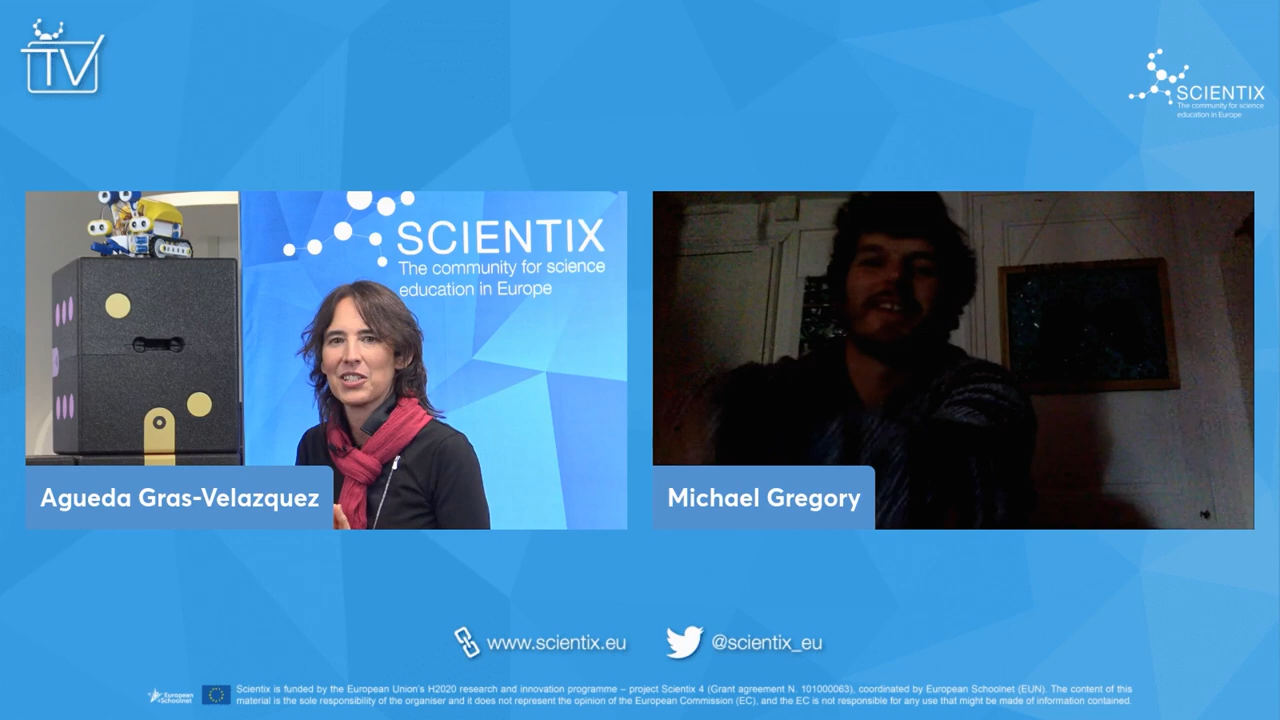 TV
SCIENTIX
The community for science
education in Europe
SCIENTIX
The community for science
education in Europe
Agueda Gras-Velazquez
Michael Gregory
www.scientix.eu
@scientix_eu
European
Schoolnet
Scientix is funded by the European Union's H2020 research and innovation programme – project Scientix 4 (Grant agreement N. 101000063), coordinated by European Schoolnet (EUN). The content of this
material is the sole responsibility of the organiser and it does not represent the opinion of the European Commission (EC), and the EC is not responsible for any use that might be made of information contained.